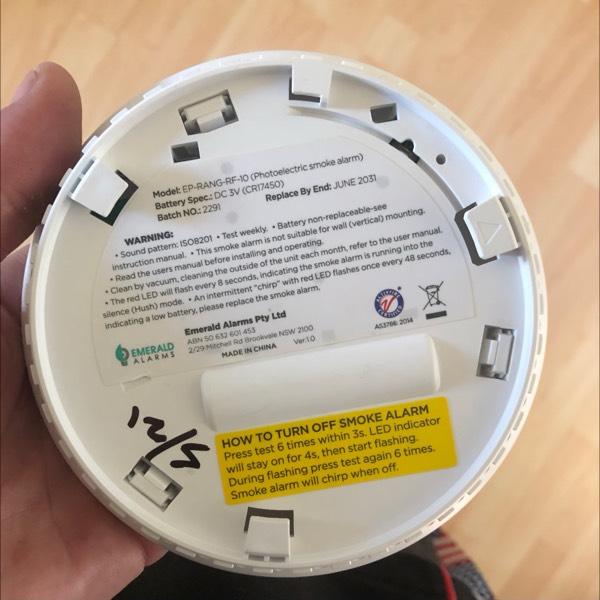 Model: EP-RANG-RF-10 (Photoelectric smoke alarm)
Battery Spec.: DC 3V (CR17450)
Batch NO.: 2291
Replace By End: JUNE 2031
WARNING:
• Sound pattern: ISO8201 • Test weekly. • Battery non-replaceable-see
instruction manual. • This smoke alarm is not suitable for wall (vertical) mounting.
• Read the users manual before installing and operating.
• Clean by vacuum, cleaning the outside of the unit each month, refer to the user manual.
• The red LED will flash every 8 seconds, indicating the smoke alarm is running into the
silence (Hush) mode. • An intermittent "chirp" with red LED flashes once every 48 seconds,
indicating a low battery, please replace the smoke alarm.
EMERALD
ALARMS
Emerald Alarms Pty Ltd
ABN 50 632 601 453
2/29 Mitchell Rd Brookvale NSW 2100
MADE IN CHINA Ver1.0
AS3786: 2014
12/5
HOW TO TURN OFF SMOKE ALARM
Press test 6 times within 3s. LED indicator
will stay on for 4s, then start flashing.
During flashing press test again 6 times.
Smoke alarm will chirp when off.